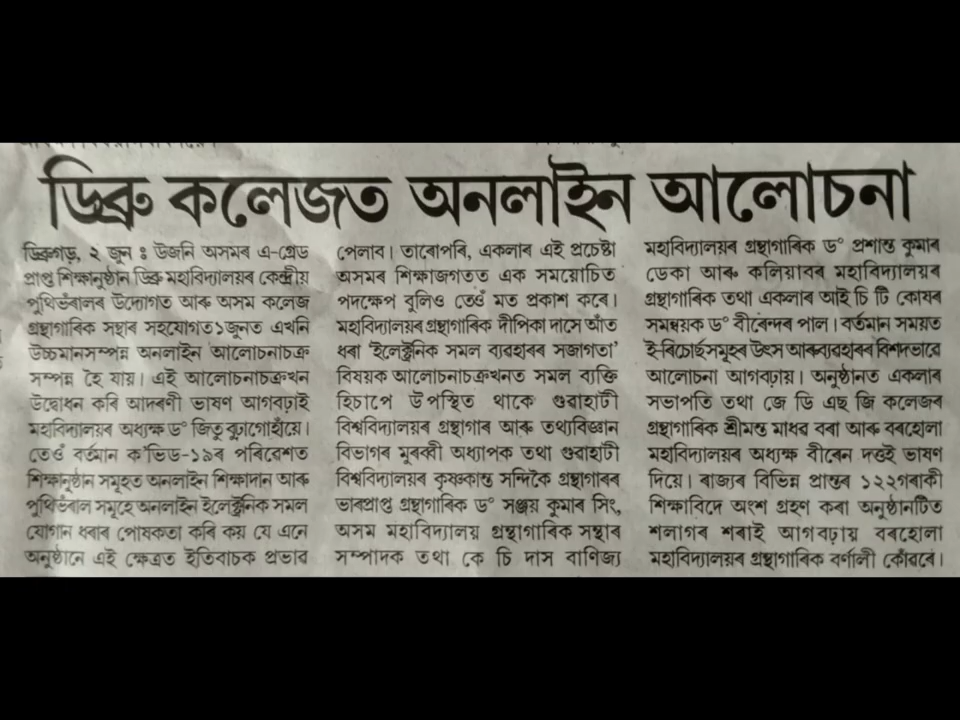 ডিব্ৰু কলেজত অনলাইন আলোচনা
ডিব্ৰুগড়, ২ জুন ঃ উজনি অসমৰ এ-গ্ৰেড
প্ৰাপ্ত শিক্ষানুষ্ঠান ডিব্ৰু মহাবিদ্যালয়ৰ কেন্দ্ৰীয়
পুথিভঁৰালৰ উদ্যোগত আৰু অসম কলেজ
গ্ৰন্থাগাৰিক সন্থাৰ সহযোগত১জুনত এখনি
উচ্চমানসম্পন্ন অনলাইন আলোচনাচক্ৰ
সম্পন্ন হৈ যায়। এই আলোচনাচক্ৰখন
উদ্বোধন কৰি আদৰণী ভাষণ আগবঢ়াই
মহাবিদ্যালয়ৰ অধ্যক্ষ ড° জিতু বুঢ়াগোহাঁয়ে।
তেওঁ বৰ্তমান ক'ভিড-১৯ৰ পৰিৱেশত
শিক্ষানুষ্ঠান সমূহত অনলাইন শিক্ষাদান আৰু
পুথিভঁৰাল সমূহে অনলাইন ইলেক্ট্ৰনিক সমল
যোগান ধৰাৰ পোষকতা কৰি কয় যে এনে
অনুষ্ঠানে এই ক্ষেত্ৰত ইতিবাচক প্ৰভাৱ
পেলাব। তাৰোপৰি, একলাৰ এই প্ৰচেষ্টা
অসমৰ শিক্ষাজগতত এক সময়োচিত
পদক্ষেপ বুলিও তেওঁ মত প্ৰকাশ কৰে।
মহাবিদ্যালয়ৰ গ্ৰন্থাগাৰিক দীপিকা দাসে আঁত
ধৰা 'ইলেক্ট্ৰনিক সমল ব্যৱহাৰৰ সজাগতা'
বিষয়ক আলোচনাচক্ৰখনত সমল ব্যক্তি
হিচাপে উপস্থিত থাকে গুৱাহাটী
বিশ্ববিদ্যালয়ৰ গ্ৰন্থাগাৰ আৰু তথ্যবিজ্ঞান
বিভাগৰ মুৰব্বী অধ্যাপক তথা গুৱাহাটী
বিশ্ববিদ্যালয়ৰ কৃষ্ণকান্ত সন্দিকৈ গ্ৰন্থাগাৰৰ
ভাৰপ্ৰাপ্ত গ্ৰন্থাগাৰিক ড° সঞ্জয় কুমাৰ সিং,
অসম মহাবিদ্যালয় গ্ৰন্থাগাৰিক সন্থাৰ
সম্পাদক তথা কে চি দাস বাণিজ্য
মহাবিদ্যালয়ৰ গ্ৰন্থাগাৰিক ড° প্ৰশান্ত কুমাৰ
ডেকা আৰু কলিয়াবৰ মহাবিদ্যালয়ৰ
গ্ৰন্থাগাৰিক তথা একলাৰ আই চি টি কোষৰ
সমন্বয়ক ড° বীৰেন্দৰ পাল। বৰ্তমান সময়ত
ই-ৰিচোৰ্ছসমূহৰ উৎস আৰুব্যৱহাৰৰ বিশদভাৱে
আলোচনা আগবঢ়ায়। অনুষ্ঠানত একলাৰ
সভাপতি তথা জে ডি এছ জি কলেজৰ
গ্ৰন্থাগাৰিক শ্ৰীমন্ত মাধৱ বৰা আৰু বৰহোলা
মহাবিদ্যালয়ৰ অধ্যক্ষ বীৰেন দত্তই ভাষণ
দিয়ে। ৰাজ্যৰ বিভিন্ন প্ৰান্তৰ ১২২গৰাকী
শিক্ষাবিদে অংশ গ্ৰহণ কৰা অনুষ্ঠানটিত
শলাগৰ শৰাই আগবঢ়ায় বৰহোলা
মহাবিদ্যালয়ৰ গ্ৰন্থাগাৰিক বৰ্ণালী কোঁৱৰে।